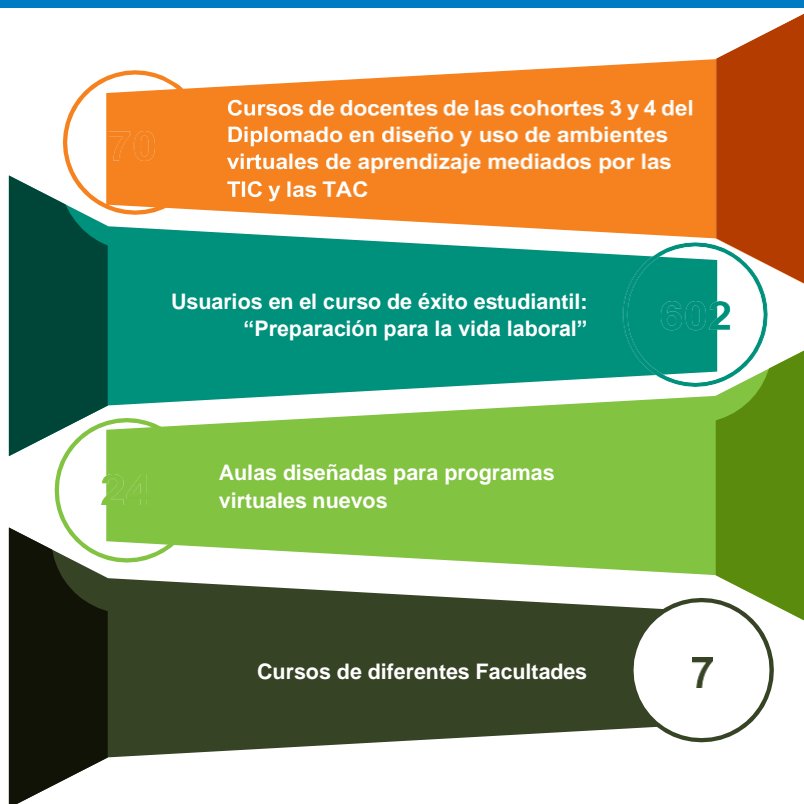 70
Cursos de docentes de las cohortes 3 y 4 del
Diplomado en diseño y uso de ambientes
virtuales de aprendizaje mediados por las
TIC y las TAC
Usuarios en el curso de éxito estudiantil:
“Preparación para la vida laboral”
602
24
Aulas diseñadas para programas
virtuales nuevos
Cursos de diferentes Facultades
7